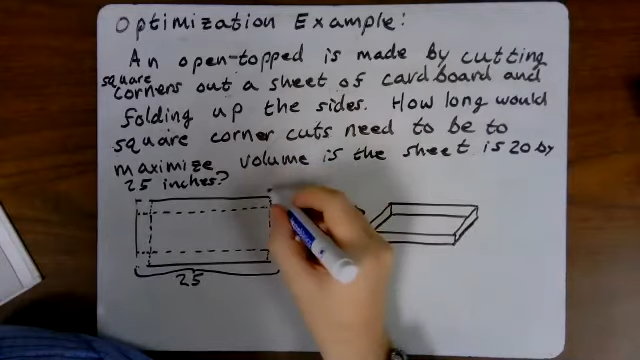 Optimization Example:
An open-topped is made by cutting
square
corners out a sheet of cardboard and
folding up the sides. How long would
square corner cuts need to be to
maximize volume is the sheet is 20 by
25 inches?
25